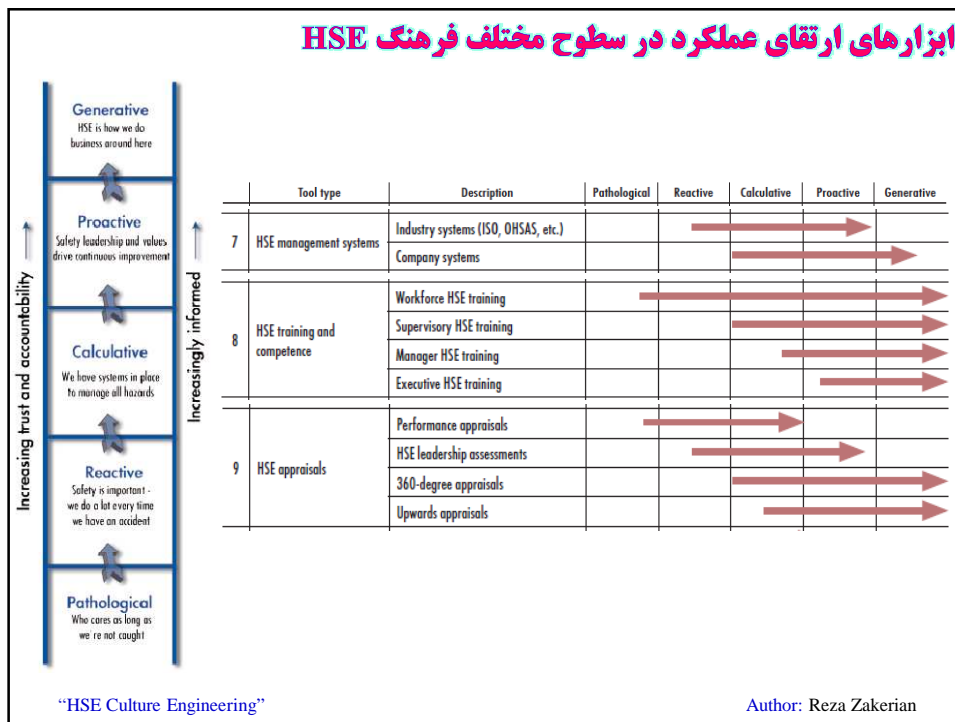 ابزارهای ارتقای عملکرد در سطوح مختلف فرهنگ HSE
Increasing trust and accountability
Generative
HSE is how we do
business around here
Proactive
Safety leadership and values
drive continuous improvement
Calculative
We have systems in place
to manage all hazards
Reactive
Safety is important -
we do a lot every time
we have an accident
Pathological
Who cares as long as
we're not caught
Increasingly informed
Tool type Description Pathological Reactive Calculative Proactive Generative
7 HSE management systems
Industry systems (ISO, OHSAS, etc.)
Company systems
8 HSE training and
competence
Workforce HSE training
Supervisory HSE training
Manager HSE training
Executive HSE training
9 HSE appraisals
Performance appraisals
HSE leadership assessments
360-degree appraisals
Upwards appraisals
“HSE Culture Engineering”
Author: Reza Zakerian